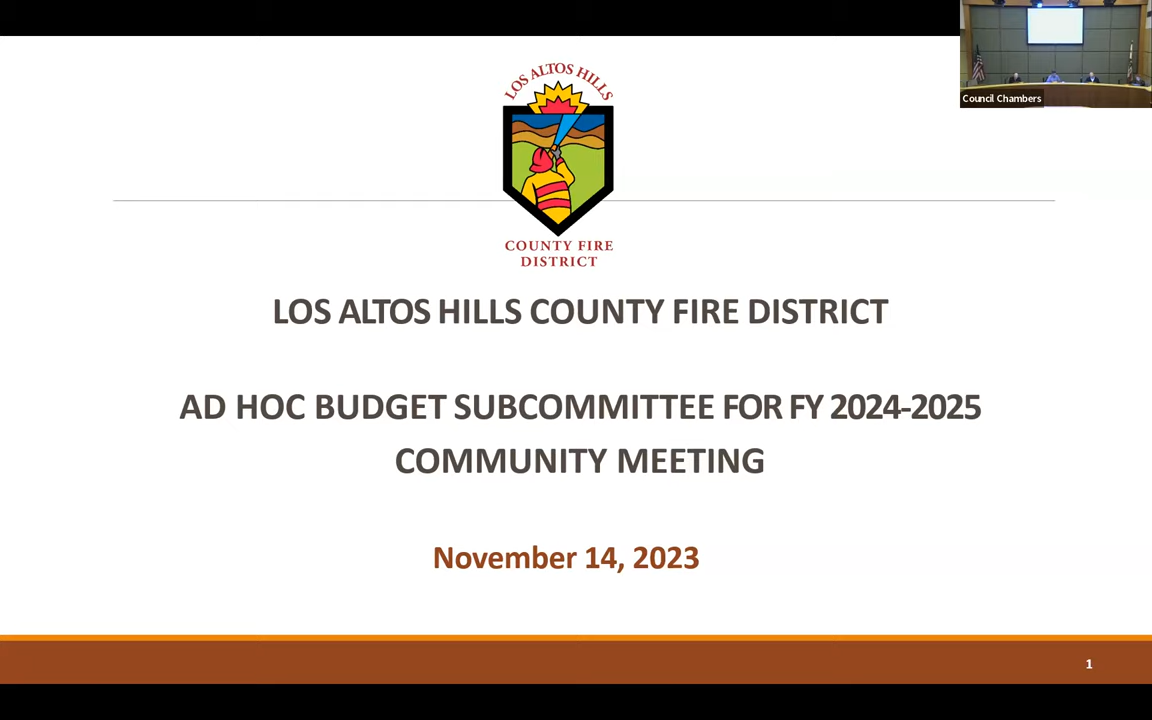 Council Chambers
LOS ALTOS HILLS
COUNTY FIRE
DISTRICT
LOS ALTOS HILLS COUNTY FIRE DISTRICT
AD HOC BUDGET SUBCOMMITTEE FOR FY 2024-2025
COMMUNITY MEETING
November 14, 2023
1